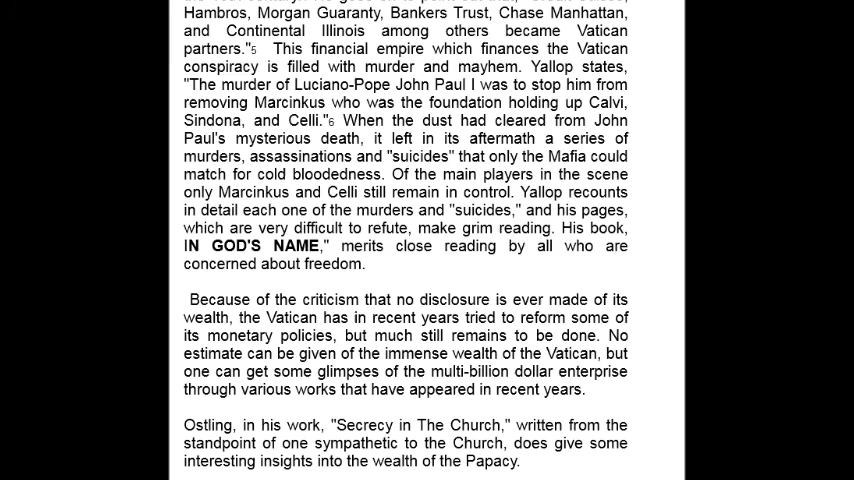 Hambros, Morgan Guaranty, Bankers Trust, Chase Manhattan,
and Continental Illinois among others became Vatican
partners."5 This financial empire which finances the Vatican
conspiracy is filled with murder and mayhem. Yallop states,
"The murder of Luciano-Pope John Paul I was to stop him from
removing Marcinkus who was the foundation holding up Calvi,
Sindona, and Celli."6 When the dust had cleared from John
Paul's mysterious death, it left in its aftermath a series of
murders, assassinations and "suicides" that only the Mafia could
match for cold bloodedness. Of the main players in the scene
only Marcinkus and Celli still remain in control. Yallop recounts
in detail each one of the murders and "suicides," and his pages,
which are very difficult to refute, make grim reading. His book,
IN GOD'S NAME," merits close reading by all who are
concerned about freedom.
Because of the criticism that no disclosure is ever made of its
wealth, the Vatican has in recent years tried to reform some of
its monetary policies, but much still remains to be done. No
estimate can be given of the immense wealth of the Vatican, but
one can get some glimpses of the multi-billion dollar enterprise
through various works that have appeared in recent years.
Ostling, in his work, "Secrecy in The Church," written from the
standpoint of one sympathetic to the Church, does give some
interesting insights into the wealth of the Papacy.